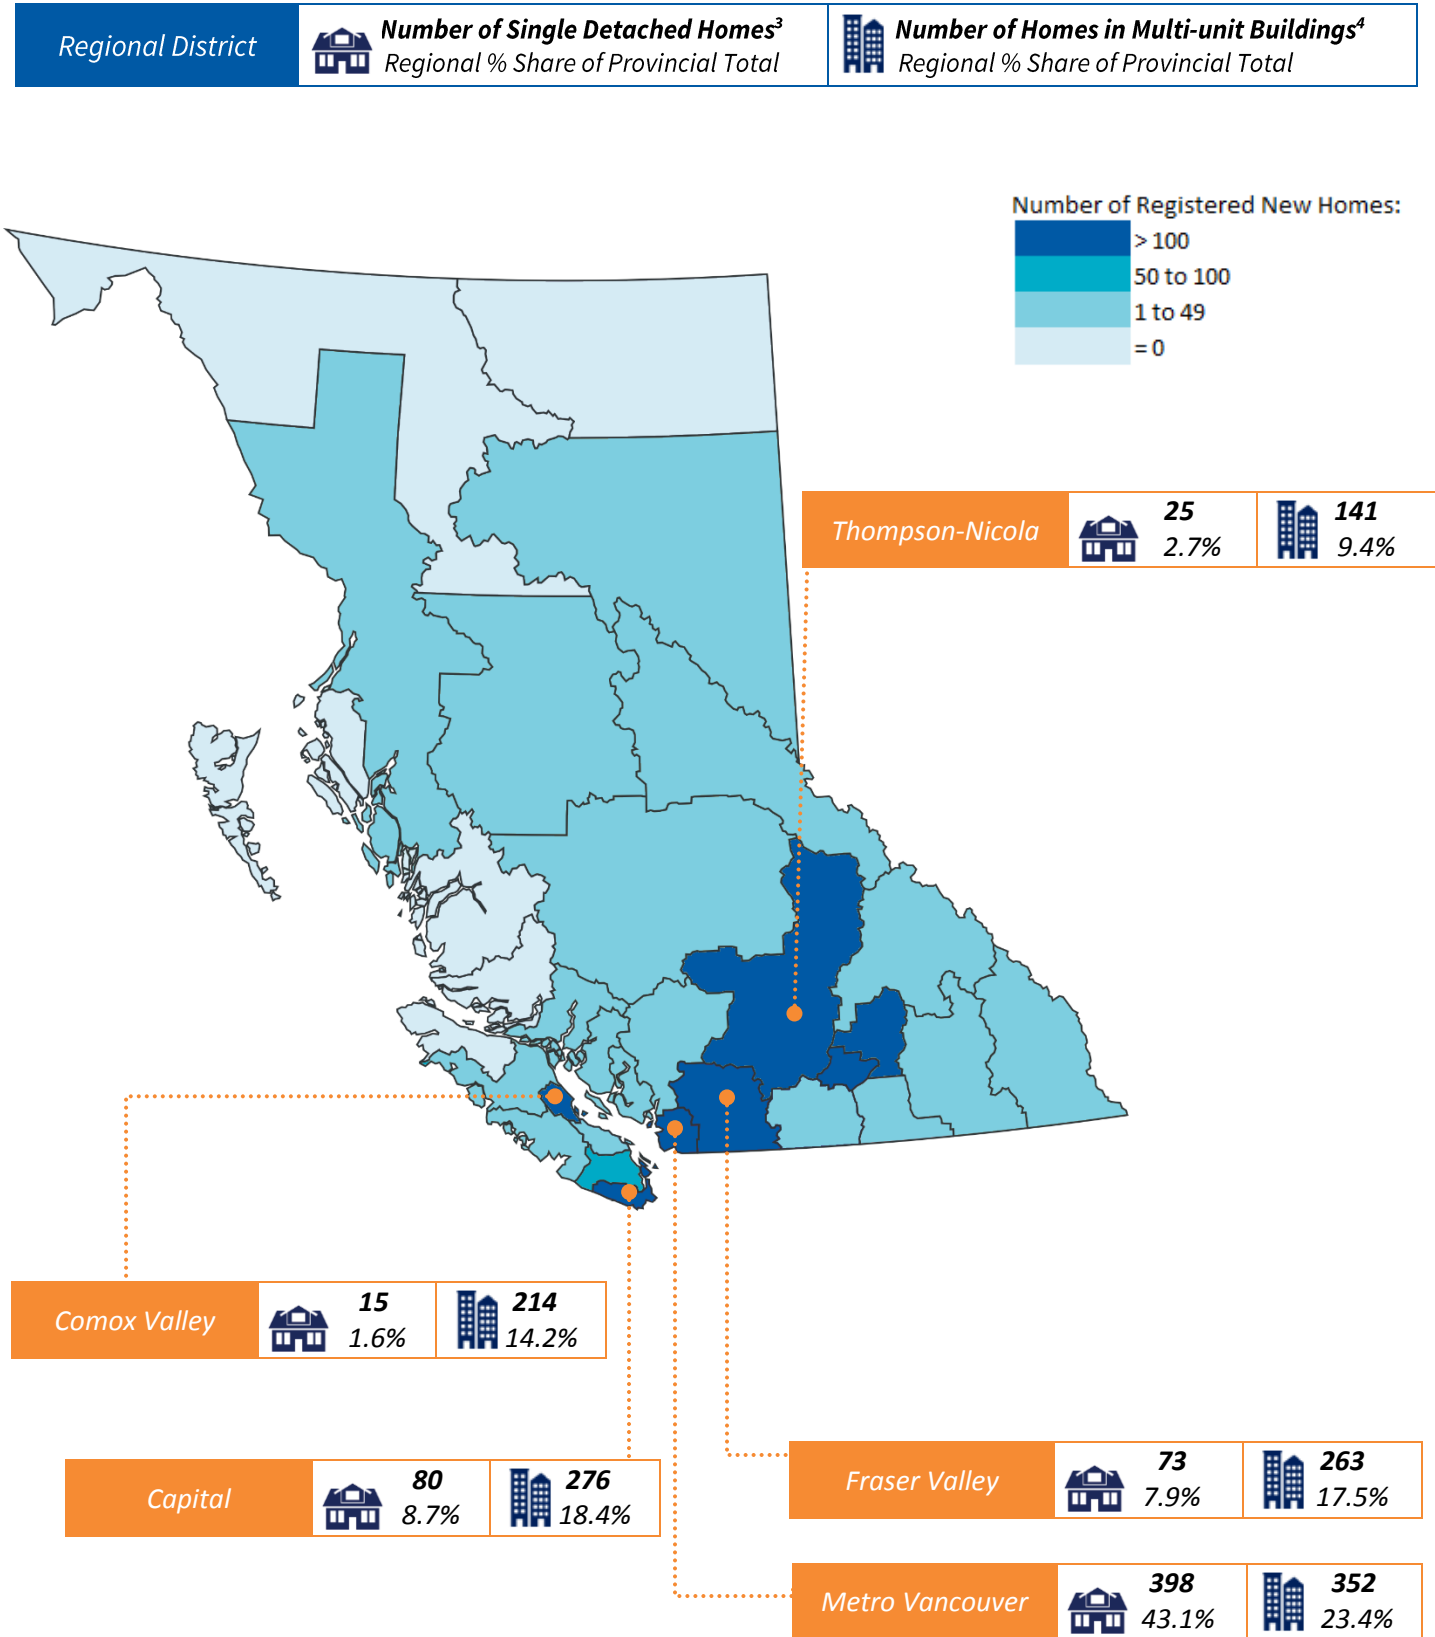 Regional District
Number of Single Detached Homes³
Regional % Share of Provincial Total
Number of Homes in Multi-unit Buildings⁴
Regional % Share of Provincial Total
Number of Registered New Homes:
> 100
50 to 100
1 to 49
= 0
Thompson-Nicola
25
2.7%
141
9.4%
Comox Valley
15
1.6%
214
14.2%
Capital
80
8.7%
276
18.4%
Fraser Valley
73
7.9%
263
17.5%
Metro Vancouver
398
43.1%
352
23.4%